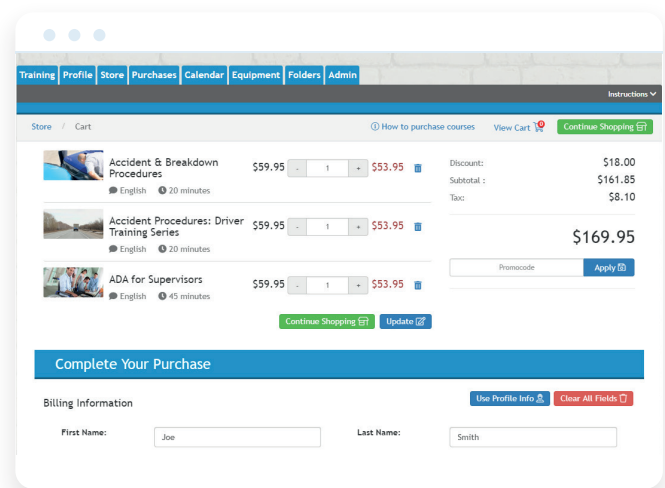 Training Profile Store Purchases Calendar Equipment Folders Admin
Instructions
Store / Cart
How to purchase courses
View Cart 0
Continue Shopping
Accident & Breakdown
Procedures
English 20 minutes
$59.95 - 1 + $53.95
Accident Procedures: Driver
Training Series
English 20 minutes
$59.95 - 1 + $53.95
ADA for Supervisors
English 45 minutes
$59.95 - 1 + $53.95
Continue Shopping Update
Discount: $18.00
Subtotal : $161.85
Tax: $8.10
$169.95
Promocode Apply
Complete Your Purchase
Billing Information
Use Profile Info Clear All Fields
First Name: Joe Last Name: Smith